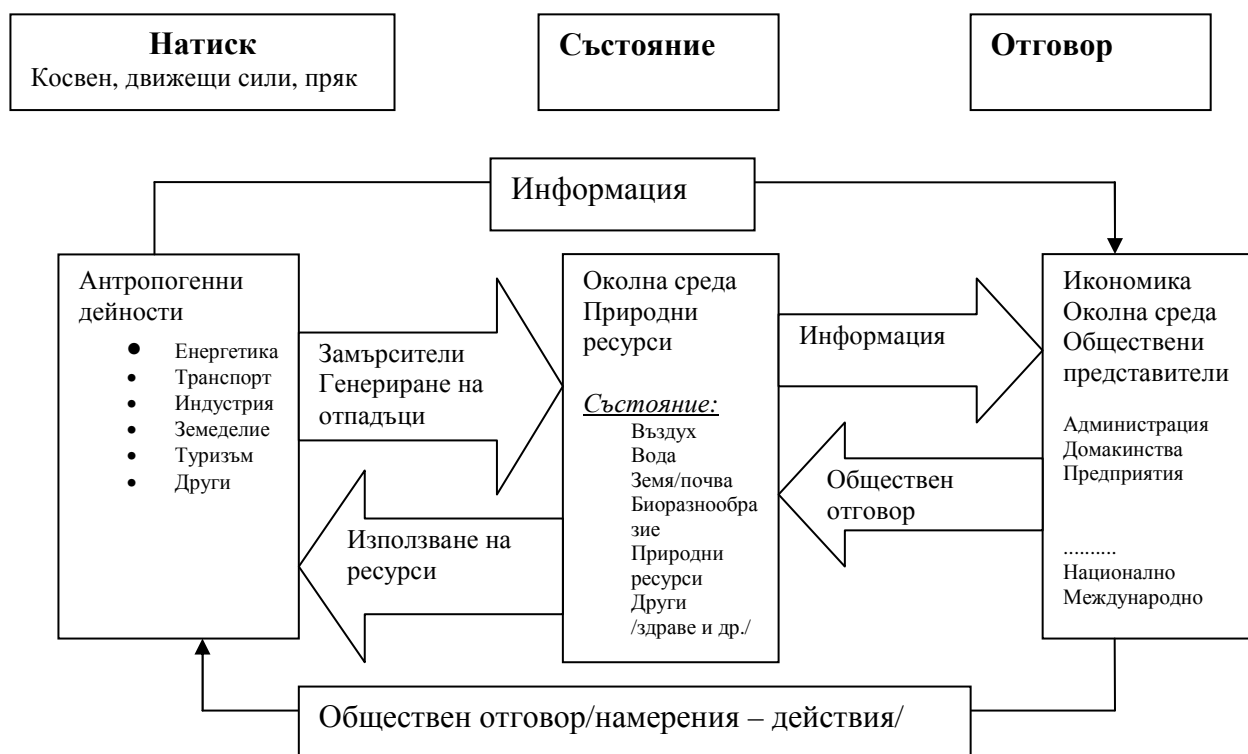 Натиск
Косвен, движещи сили, пряк
Състояние
Отговор
Информация
Антропогенни
дейности
• Енергетика
• Транспорт
• Индустрия
• Земеделие
• Туризъм
• Други
Замърсители
Генериране на
отпадъци
Използване на
ресурси
Околна среда
Природни
ресурси
Състояние:
Въздух
Вода
Земя/почва
Биоразнообра
зие
Природни
ресурси
Други
/здраве и др./
Информация
Обществен
отговор
Икономика
Околна среда
Обществени
представители
Администрация
Домакинства
Предприятия
..........
Национално
Международно
Обществен отговор/намерения – действия/